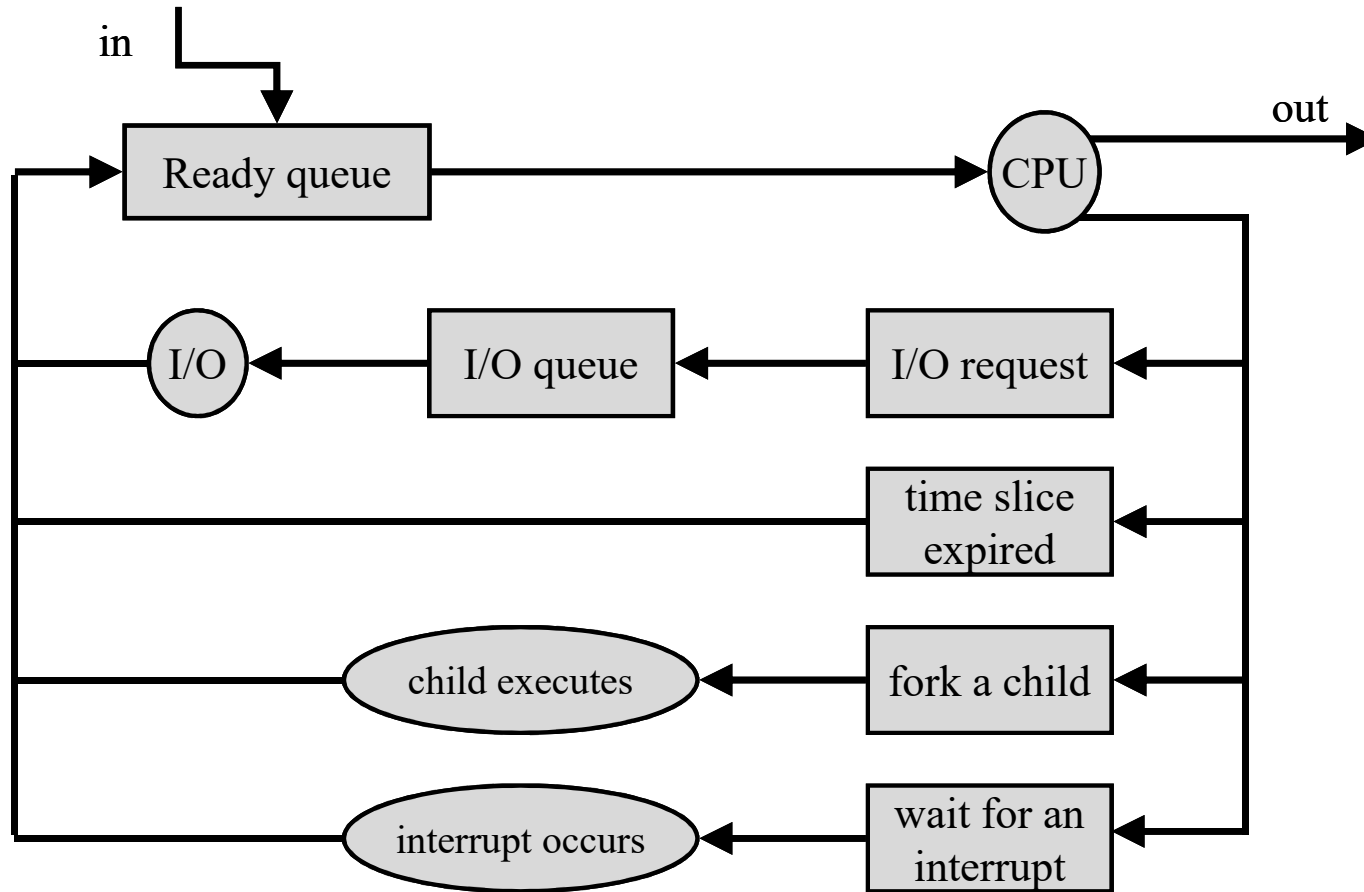 in
out
Ready queue
CPU
I/O
I/O queue
I/O request
time slice
expired
child executes
fork a child
interrupt occurs
wait for an
interrupt